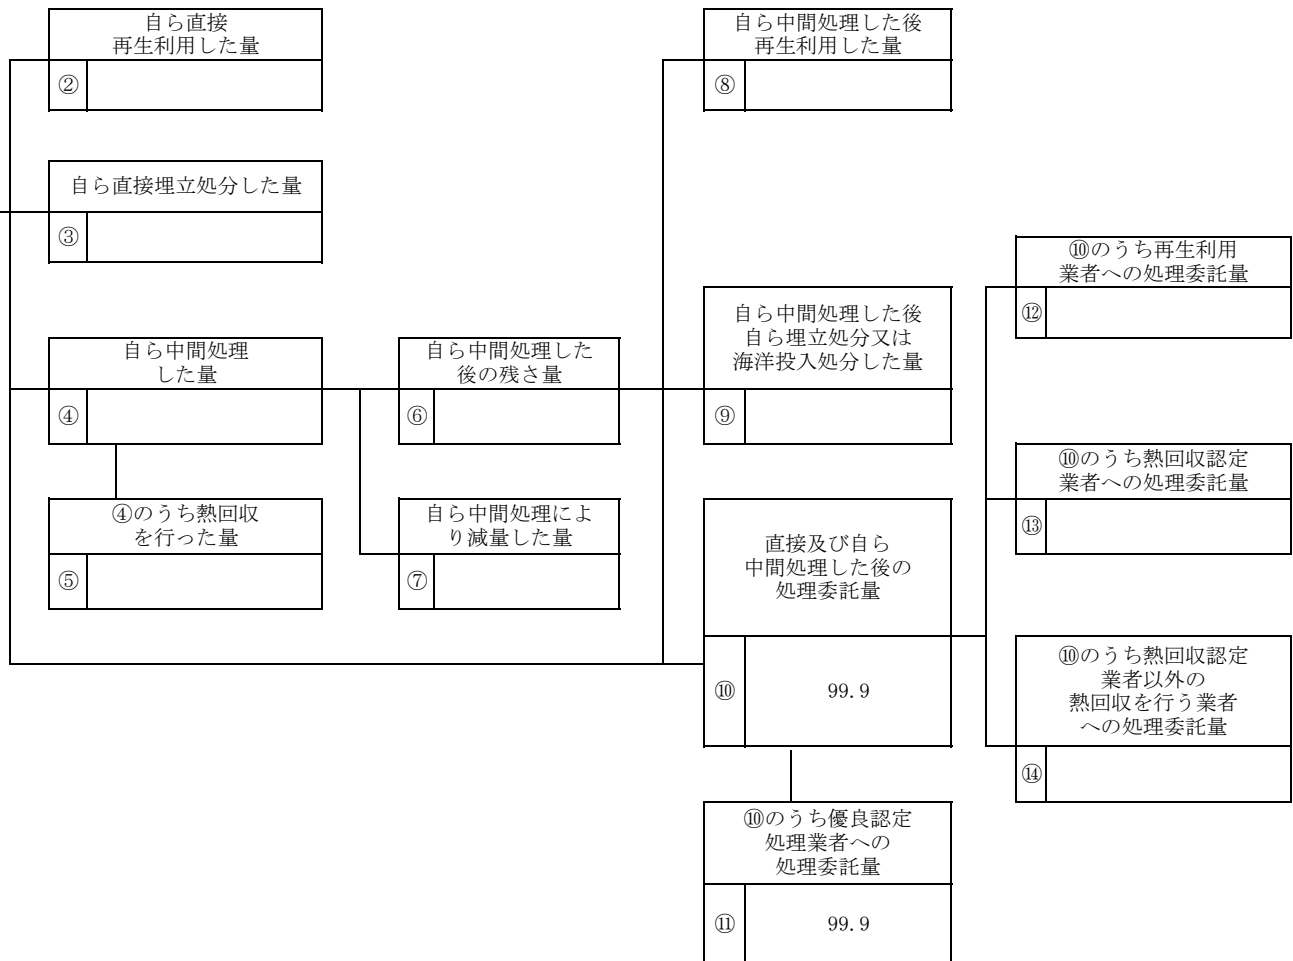 自ら直接
再生利用した量
②
自ら直接埋立処分した量
③
自ら中間処理
した量
④
④のうち熱回収
を行った量
⑤
自ら中間処理した
後の残さ量
⑥
自ら中間処理によ
り減量した量
⑦
自ら中間処理した後
再生利用した量
⑧
自ら中間処理した後
自ら埋立処分又は
海洋投入処分した量
⑨
直接及び自ら
中間処理した後の
処理委託量
⑩ 99.9
⑩のうち優良認定
処理業者への
処理委託量
⑪ 99.9
⑩のうち再生利用
業者への処理委託量
⑫
⑩のうち熱回収認定
業者への処理委託量
⑬
⑩のうち熱回収認定
業者以外の
熱回収を行う業者
への処理委託量
⑭